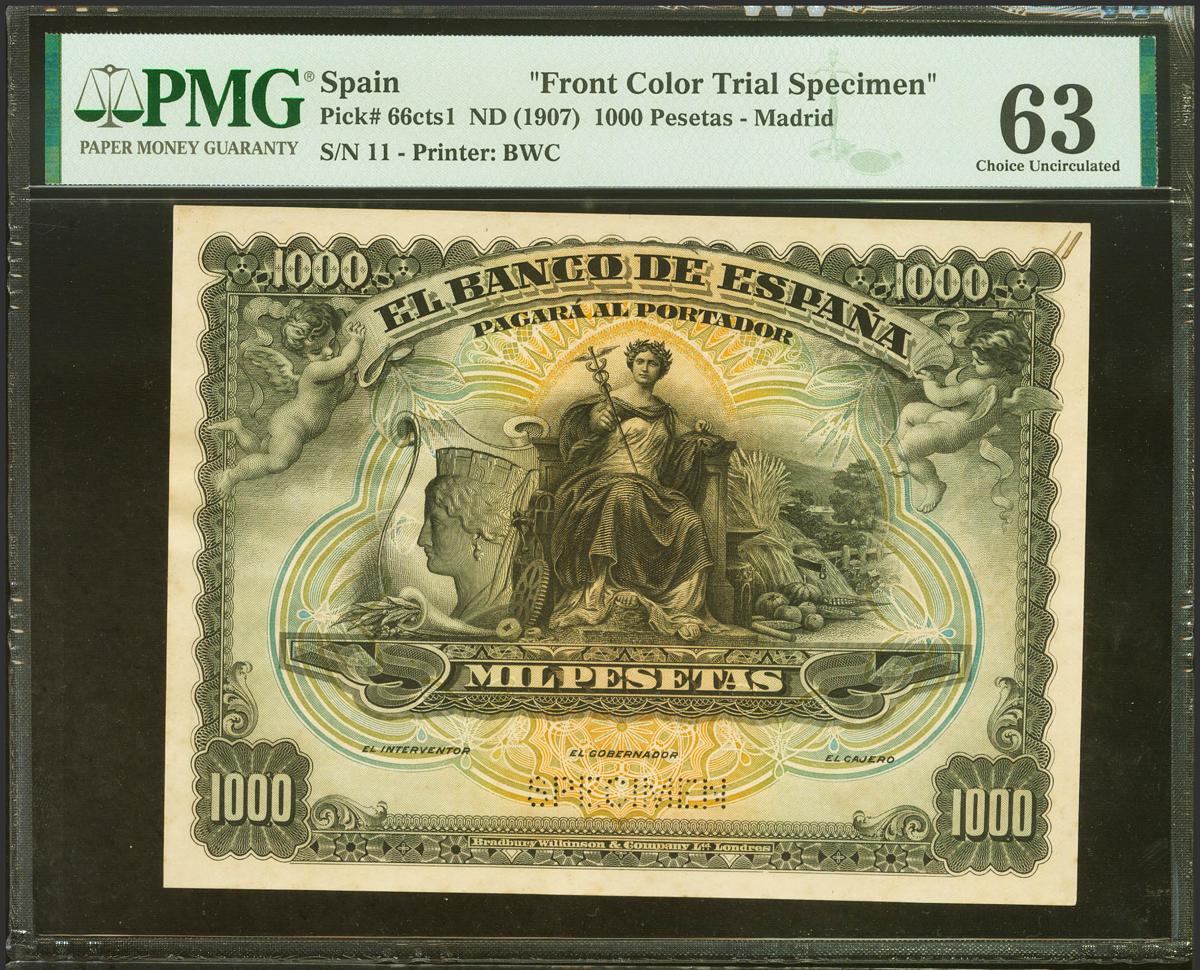 PMG® Spain "Front Color Trial Specimen"
PAPER MONEY GUARANTY
Pick# 66cts1 ND (1907) 1000 Pesetas - Madrid
S/N 11 - Printer: BWC
63
Choice Uncirculated
11
1000 1000
EL BANCO DE ESPAÑA
PAGARÁ AL PORTADOR
MIL PESETAS
EL INTERVENTOR EL GOBERNADOR EL CAJERO
SPECIMEN
1000 1000
Bradbury Wilkinson & Company Ltd. Londres